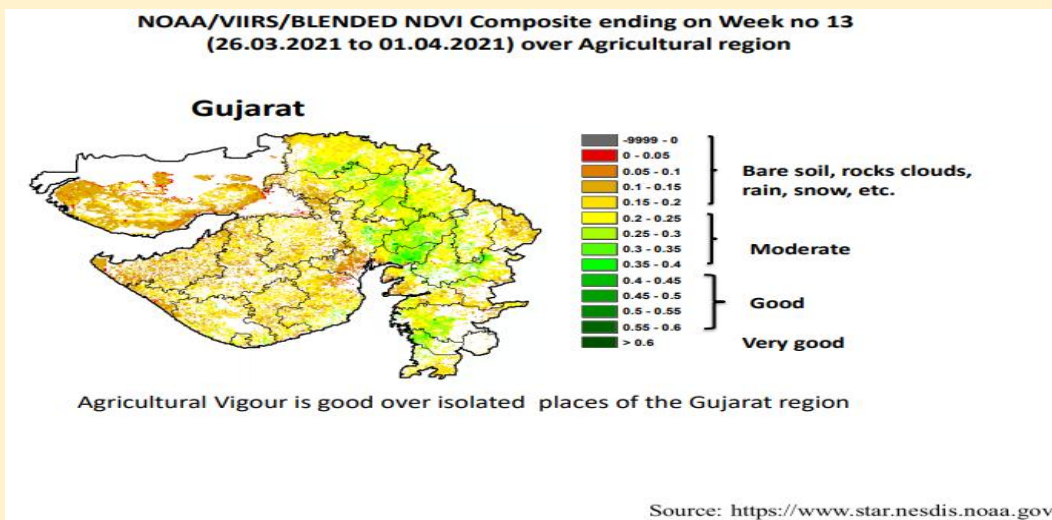 NOAA/VIIRS/BLENDED NDVI Composite ending on Week no 13
(26.03.2021 to 01.04.2021) over Agricultural region
Gujarat
-9999 - 0
0 - 0.05
0.05 - 0.1
0.1 - 0.15
0.15 - 0.2
0.2 - 0.25
0.25 - 0.3
0.3 - 0.35
0.35 - 0.4
0.4 - 0.45
0.45 - 0.5
0.5 - 0.55
0.55 - 0.6
> 0.6
Bare soil, rocks clouds,
rain, snow, etc.
Moderate
Good
Very good
Agricultural Vigour is good over isolated places of the Gujarat region
Source: https://www.star.nesdis.noaa.gov